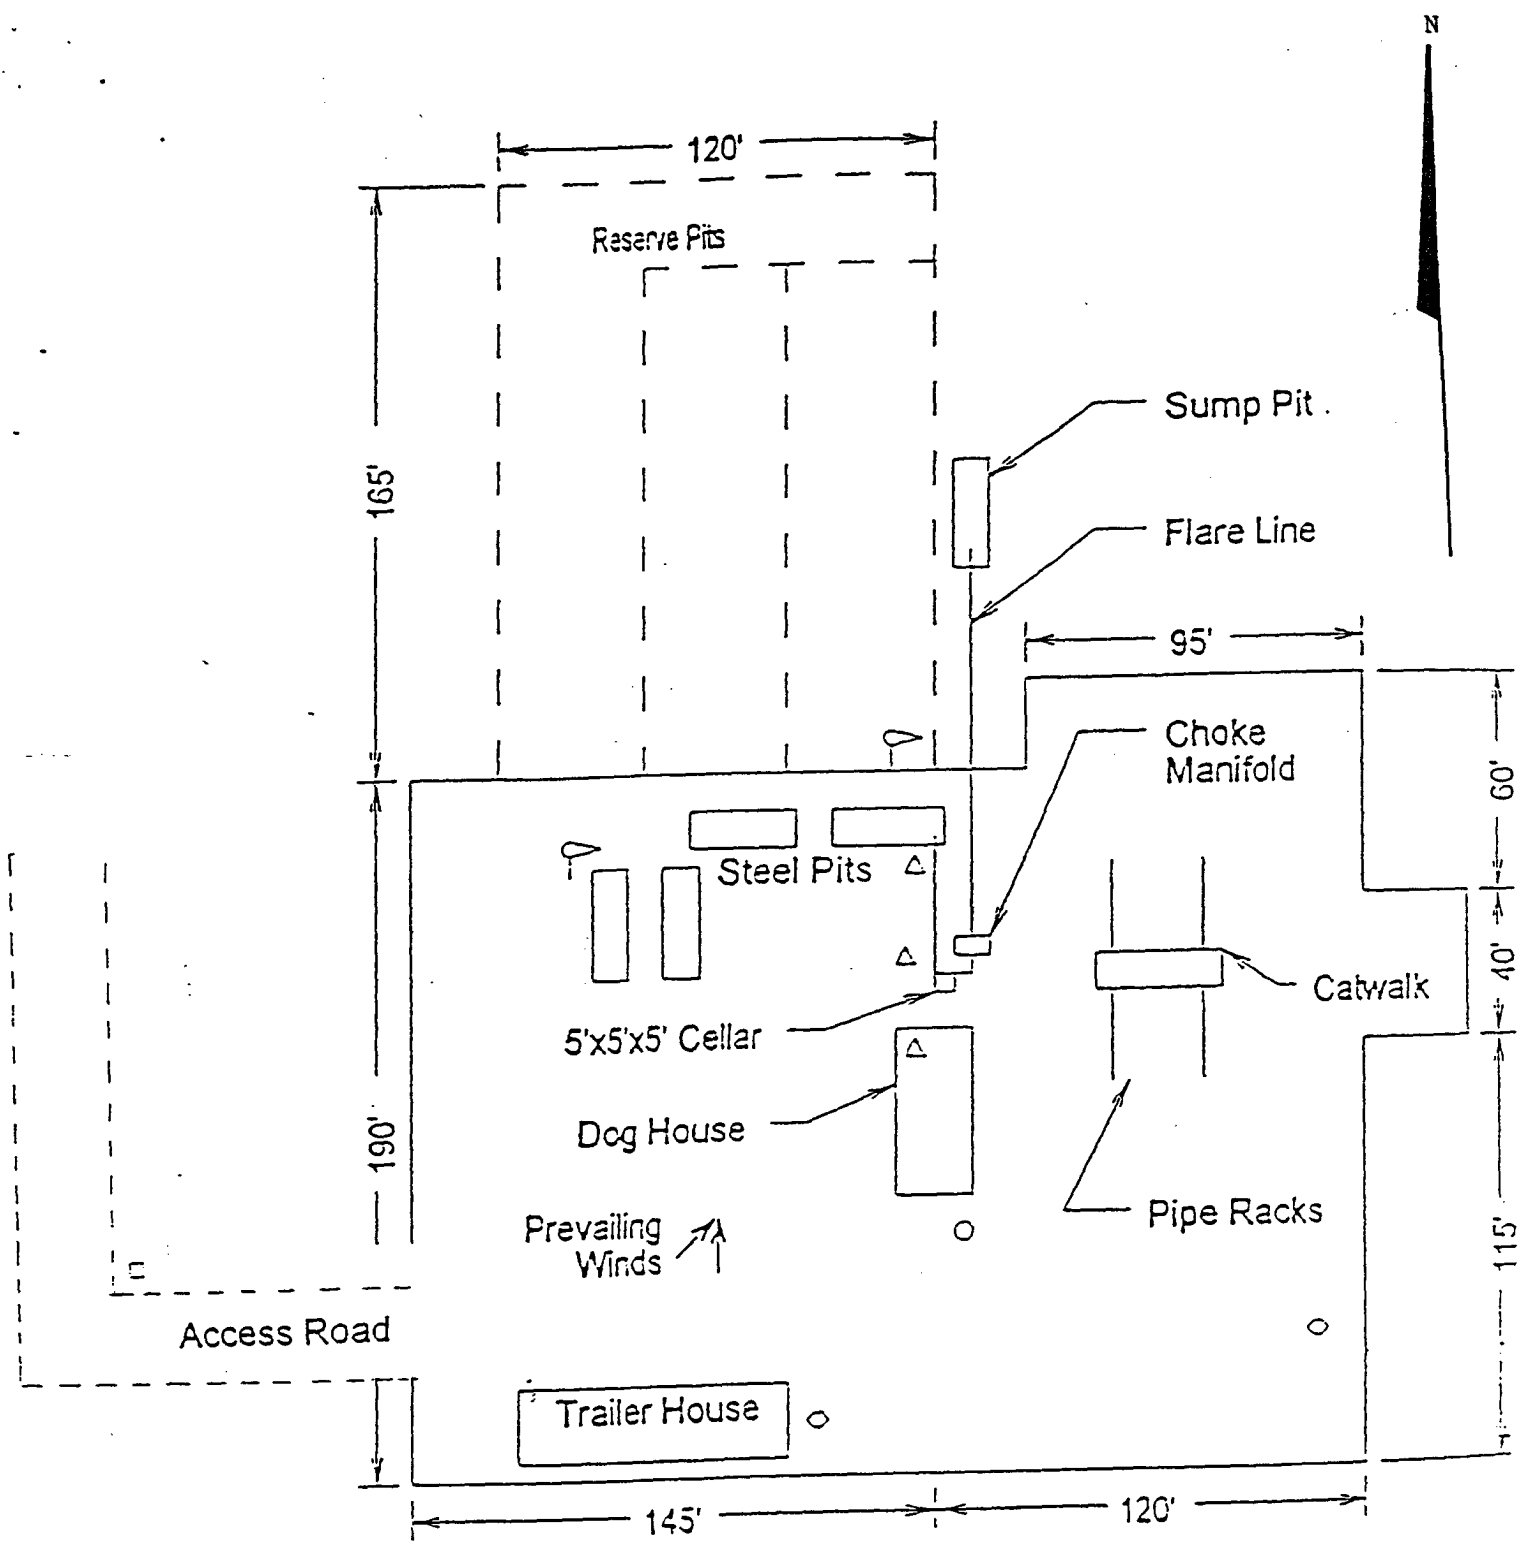 N
120'
Reserve Pits
165'
Sump Pit
Flare Line
95'
Choke
Manifold
60'
Steel Pits
40'
Catwalk
5'x5'x5' Cellar
Dog House
190'
Prevailing
Winds
Pipe Racks
115'
Access Road
Trailer House
145'
120'